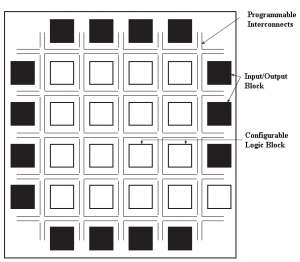 Programmable
Interconnects
Input/Output
Block
Configurable
Logic Block